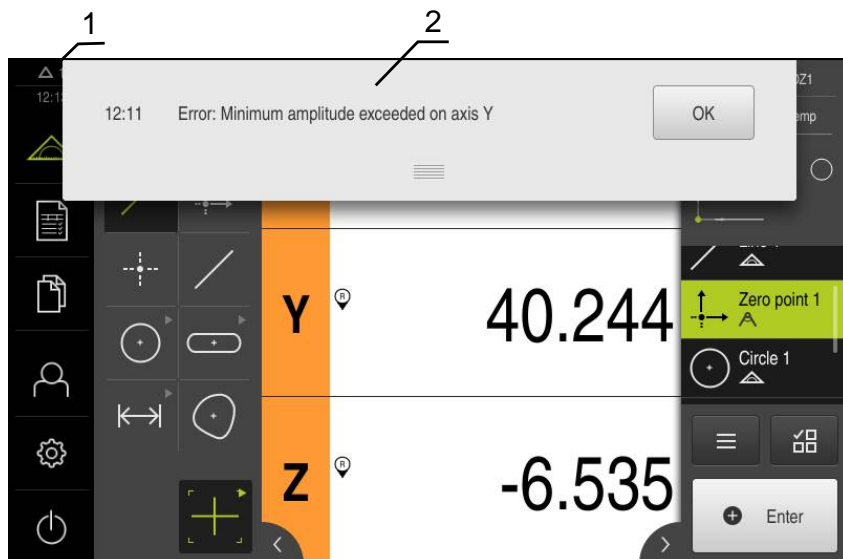 1
2
12:11 Error: Minimum amplitude exceeded on axis Y OK
Y R 40.244
Zero point 1
Circle 1
Z R -6.535
Enter